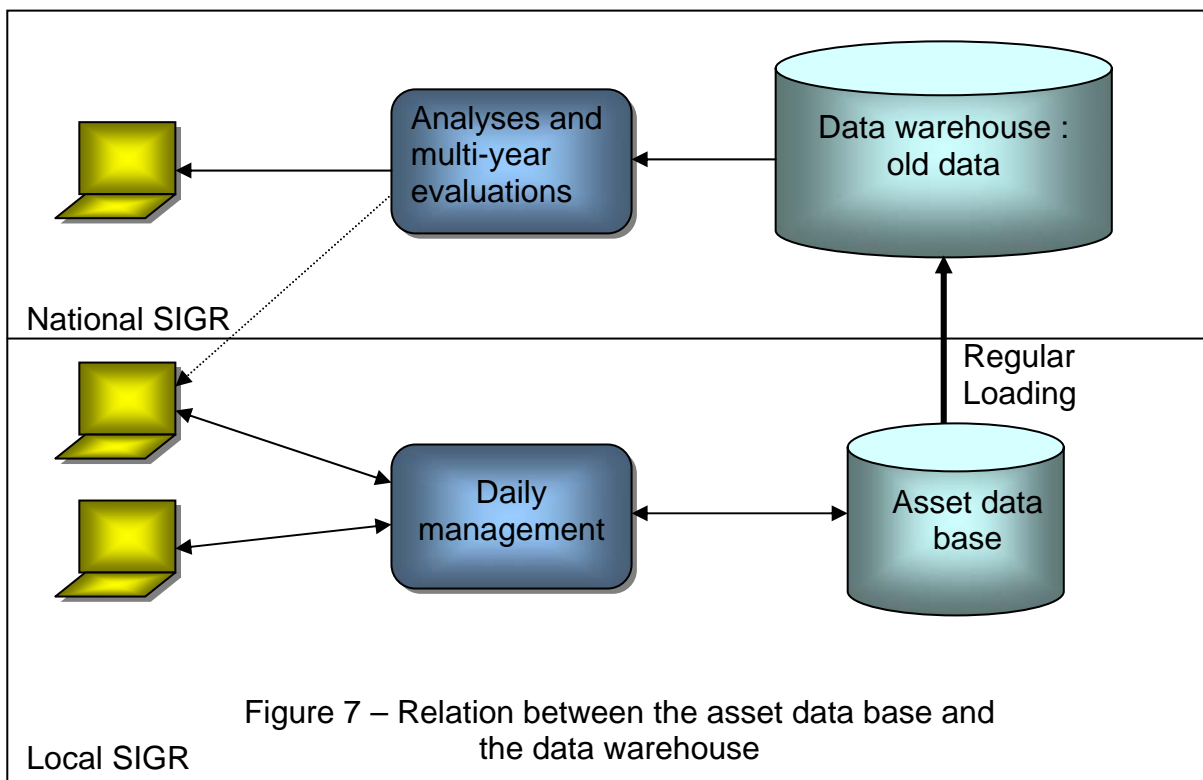 Analyses and
multi-year
evaluations
Data warehouse :
old data
National SIGR
Regular
Loading
Daily
management
Asset data
base
Figure 7 – Relation between the asset data base and
the data warehouse
Local SIGR